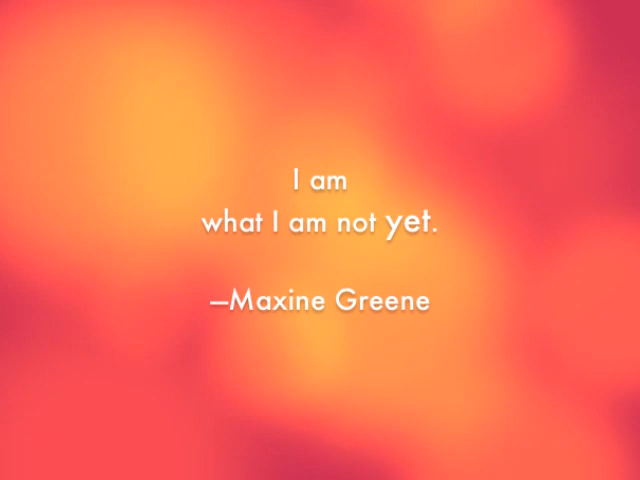 I am
what I am not yet.
—Maxine Greene